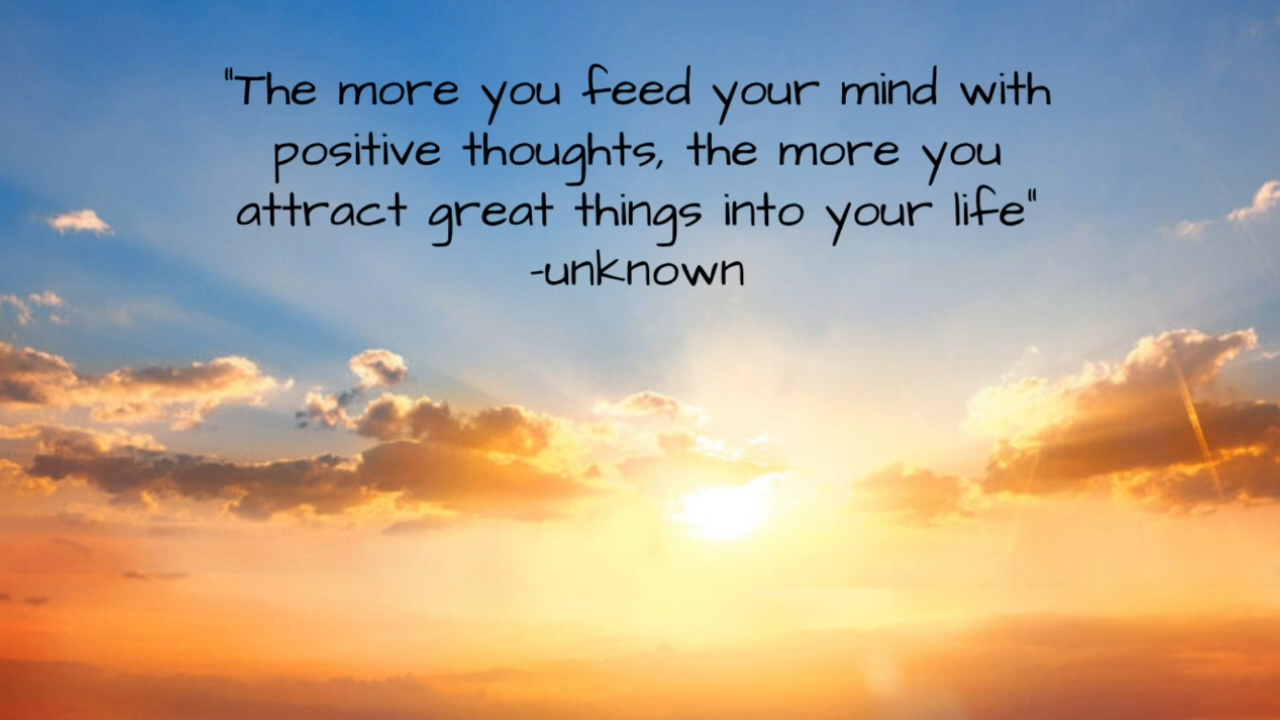 "The more you feed your mind with
positive thoughts, the more you
attract great things into your life"
-unknown